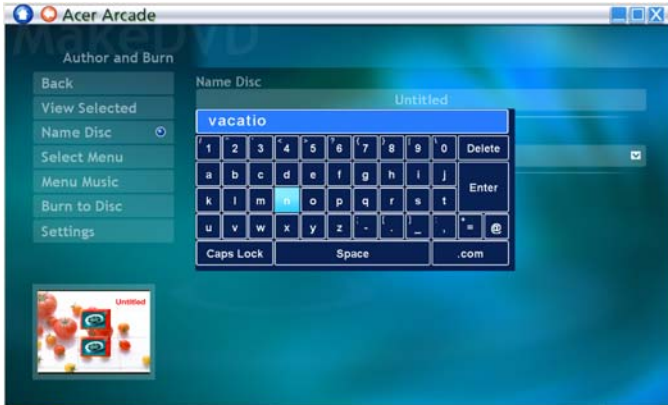 Acer Arcade
MakeDVD
Author and Burn
Back
View Selected
Name Disc
Select Menu
Menu Music
Burn to Disc
Settings
Name Disc
Untitled
vacatio
1 2 3 4 5 6 7 8 9 0 Delete
a b c d e f g h i j
Enter
k l m n o p q r s t
u v w x y z - . _ , = @
Caps Lock Space .com
Untitled